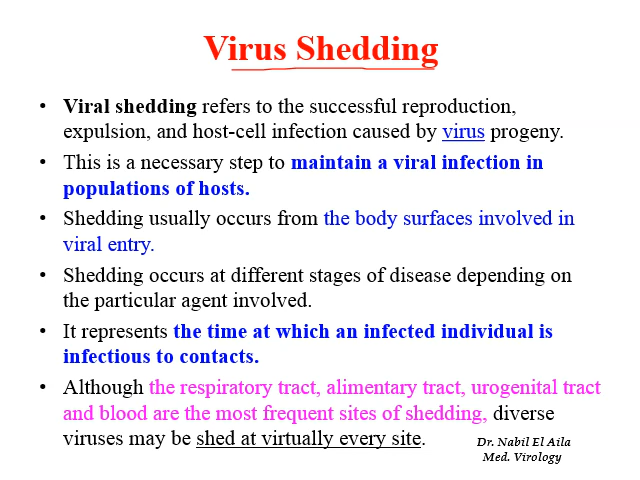 Virus Shedding
• Viral shedding refers to the successful reproduction,
expulsion, and host-cell infection caused by virus progeny.
• This is a necessary step to maintain a viral infection in
populations of hosts.
• Shedding usually occurs from the body surfaces involved in
viral entry.
• Shedding occurs at different stages of disease depending on
the particular agent involved.
• It represents the time at which an infected individual is
infectious to contacts.
• Although the respiratory tract, alimentary tract, urogenital tract
and blood are the most frequent sites of shedding, diverse
viruses may be shed at virtually every site.
Dr. Nabil El Aila
Med. Virology